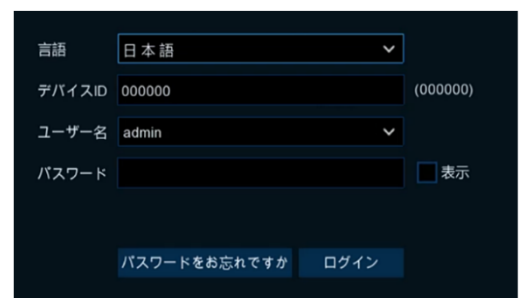 言語 日本語
デバイスID 000000 (000000)
ユーザー名 admin
パスワード 表示
パスワードをお忘れですか ログイン